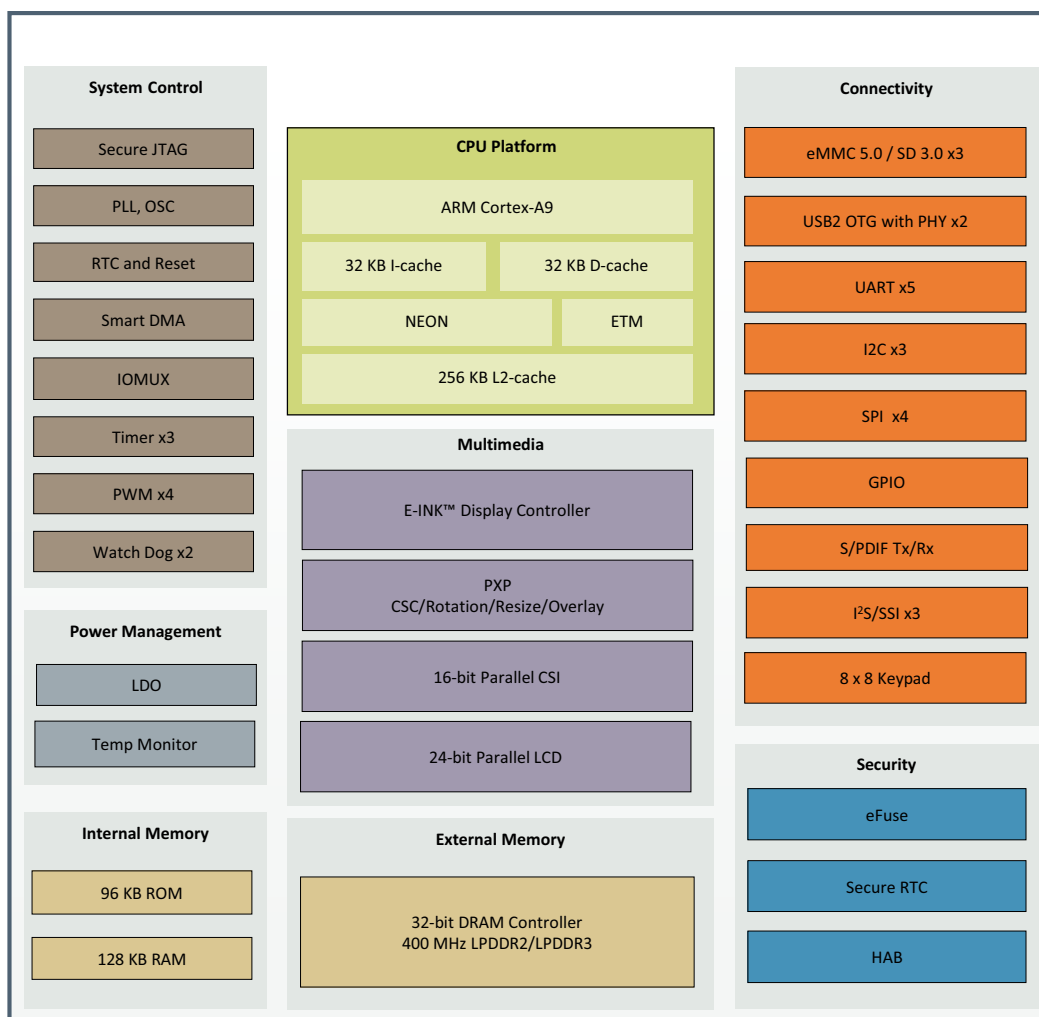 System Control
Secure JTAG
PLL, OSC
RTC and Reset
Smart DMA
IOMUX
Timer x3
PWM x4
Watch Dog x2
Power Management
LDO
Temp Monitor
Internal Memory
96 KB ROM
128 KB RAM
CPU Platform
ARM Cortex-A9
32 KB I-cache
32 KB D-cache
NEON
ETM
256 KB L2-cache
Multimedia
E-INK™ Display Controller
PXP
CSC/Rotation/Resize/Overlay
16-bit Parallel CSI
24-bit Parallel LCD
External Memory
32-bit DRAM Controller
400 MHz LPDDR2/LPDDR3
Connectivity
eMMC 5.0 / SD 3.0 x3
USB2 OTG with PHY x2
UART x5
I2C x3
SPI x4
GPIO
S/PDIF Tx/Rx
I²S/SSI x3
8 x 8 Keypad
Security
eFuse
Secure RTC
HAB